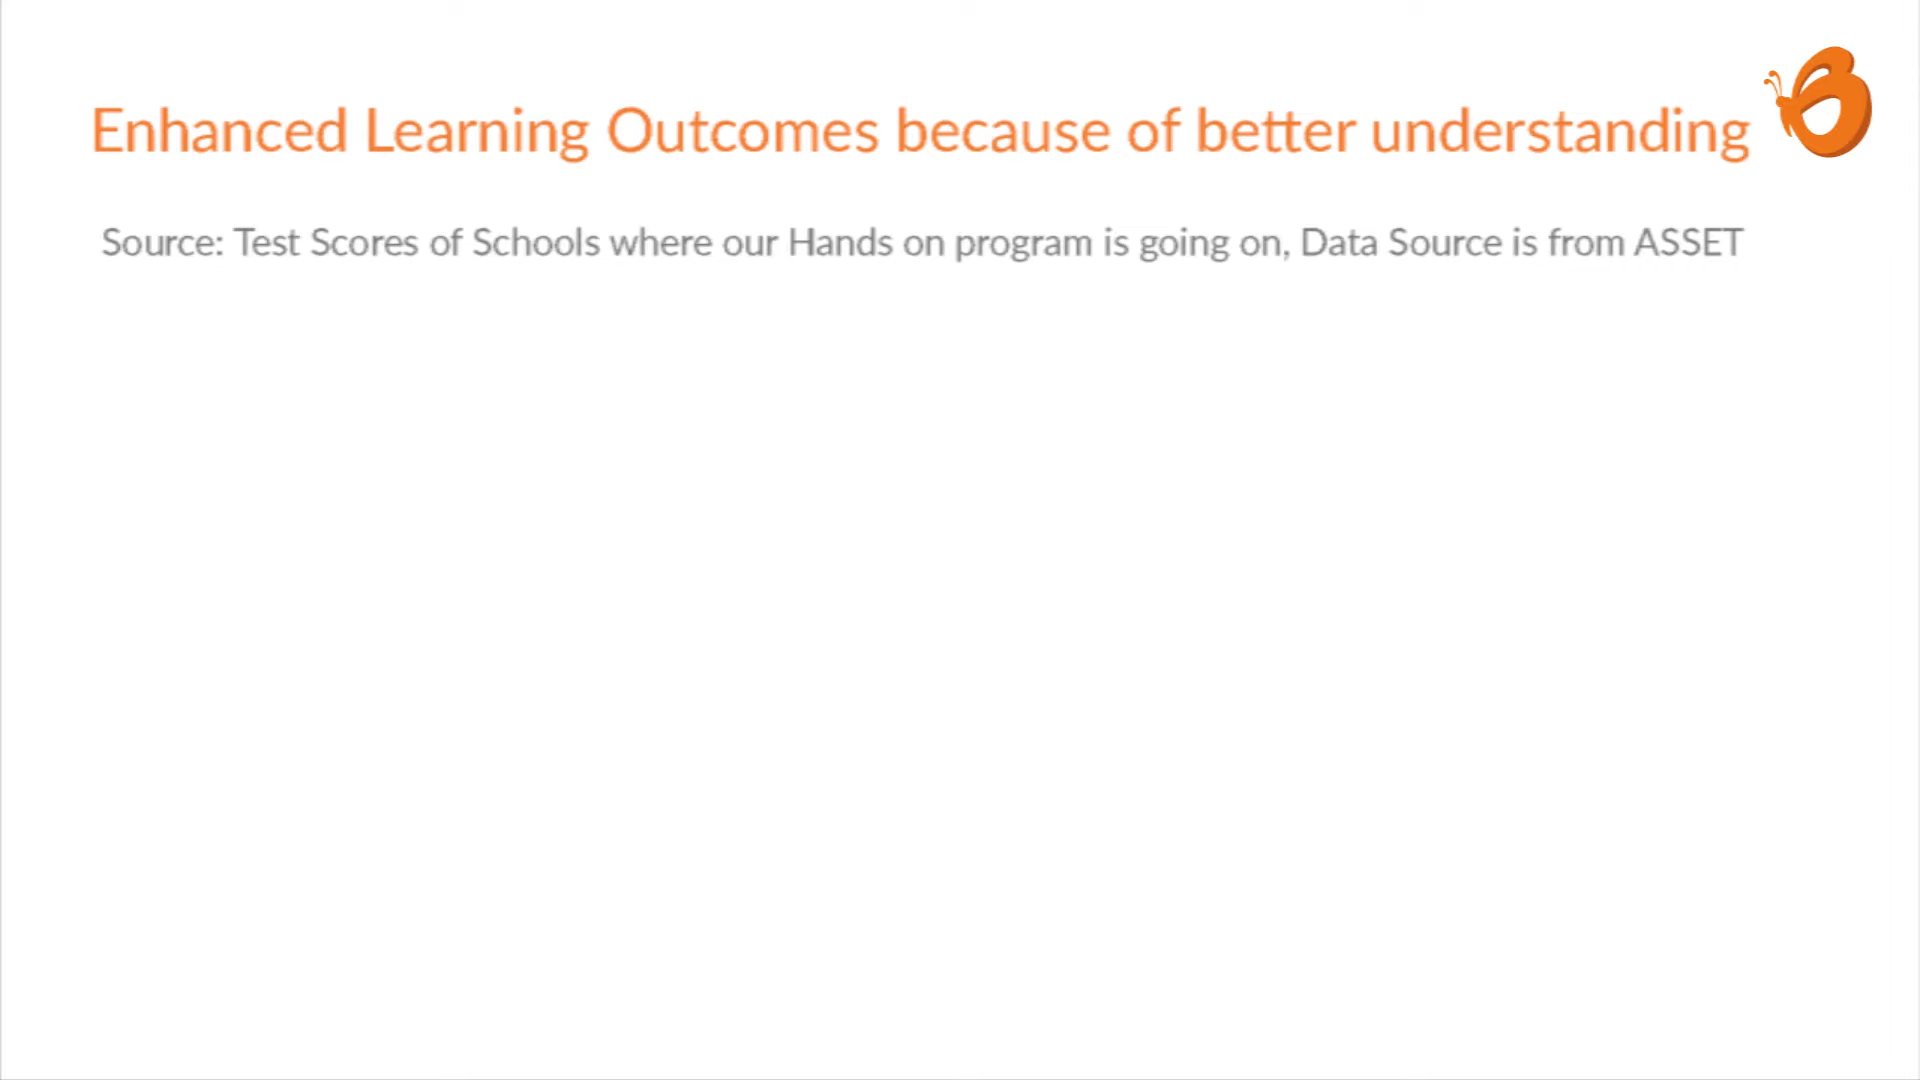 Enhanced Learning Outcomes because of better understanding
Source: Test Scores of Schools where our Hands on program is going on, Data Source is from ASSET